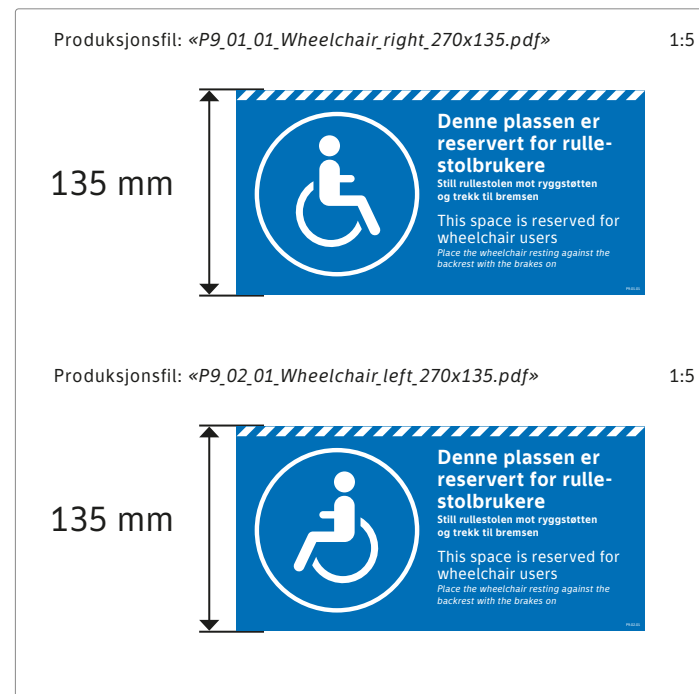 Produksjonsfil: «P9_01_01_Wheelchair_right_270x135.pdf» 1:5
135 mm
Denne plassen er
reservert for rulle-
stolbrukere
Still rullestolen mot ryggstøtten
og trekk til bremsen
This space is reserved for
wheelchair users
Place the wheelchair resting against the
backrest with the brakes on
Produksjonsfil: «P9_02_01_Wheelchair_left_270x135.pdf» 1:5
135 mm
Denne plassen er
reservert for rulle-
stolbrukere
Still rullestolen mot ryggstøtten
og trekk til bremsen
This space is reserved for
wheelchair users
Place the wheelchair resting against the
backrest with the brakes on